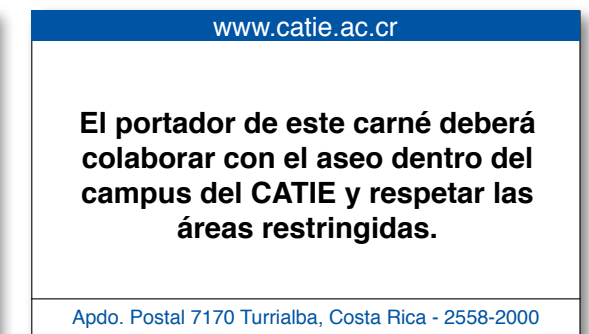 www.catie.ac.cr
El portador de este carné deberá
colaborar con el aseo dentro del
campus del CATIE y respetar las
áreas restringidas.
Apdo. Postal 7170 Turrialba, Costa Rica - 2558-2000